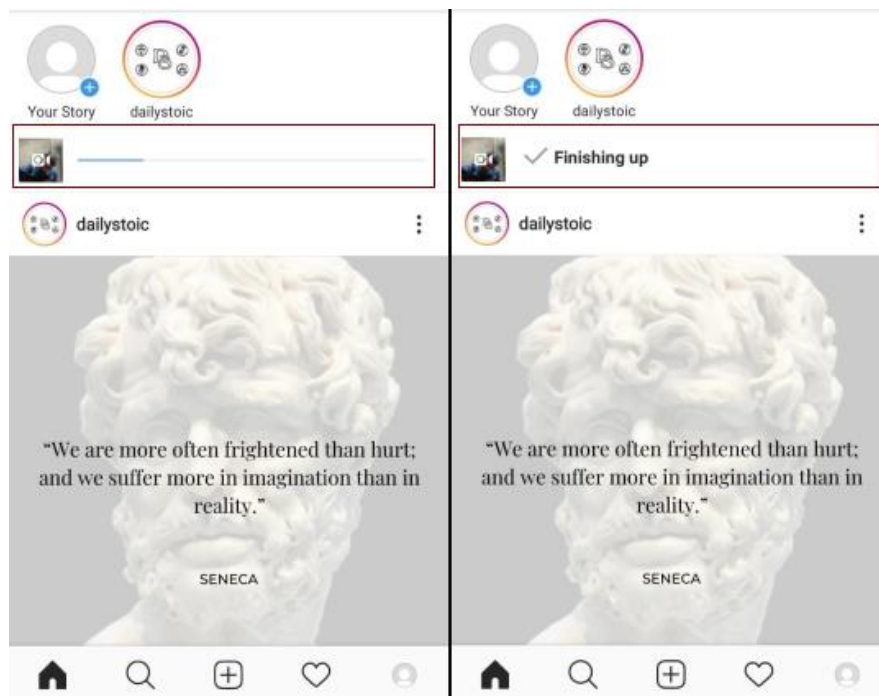 Your Story
dailystoic
dailystoic
“We are more often frightened than hurt;
and we suffer more in imagination than in
reality.”
SENECA
Your Story
dailystoic
Finishing up
dailystoic
“We are more often frightened than hurt;
and we suffer more in imagination than in
reality.”
SENECA